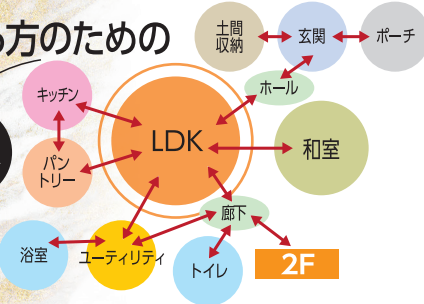 方のための
土間
収納
玄関
ポーチ
キッチン
ホール
LDK
和室
パン
トリー
廊下
浴室
ユーティリティ
トイレ
2F